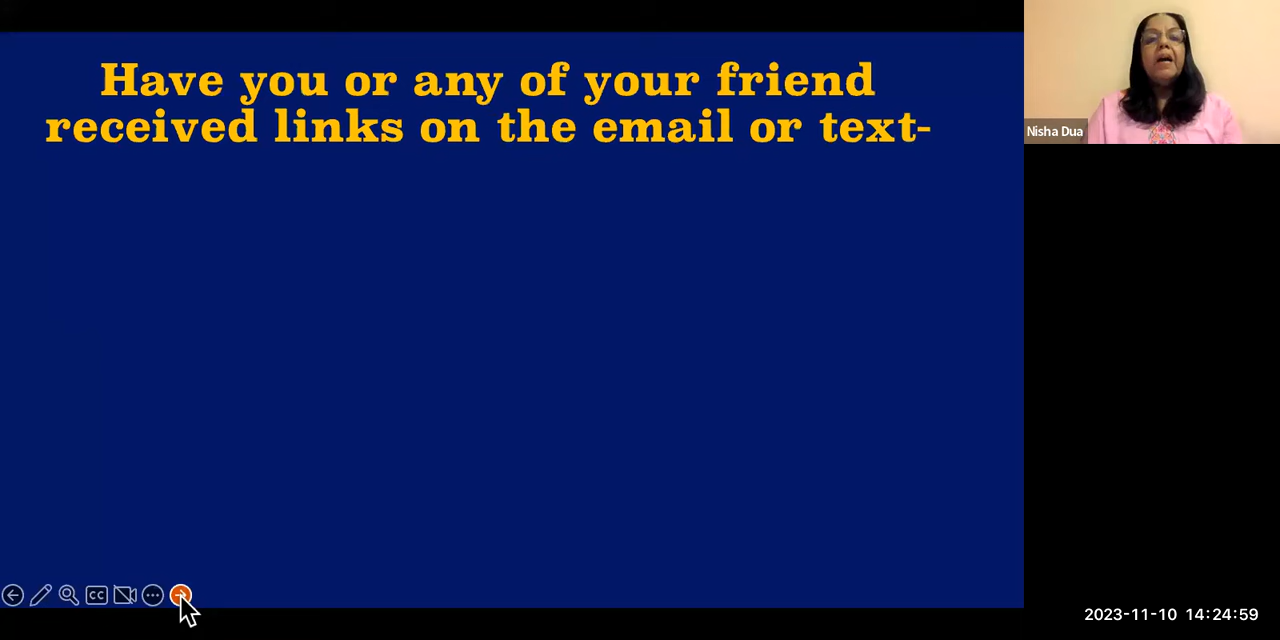 Have you or any of your friend
received links on the email or text-
Nisha Dua
CC
2023-11-10 14:24:59